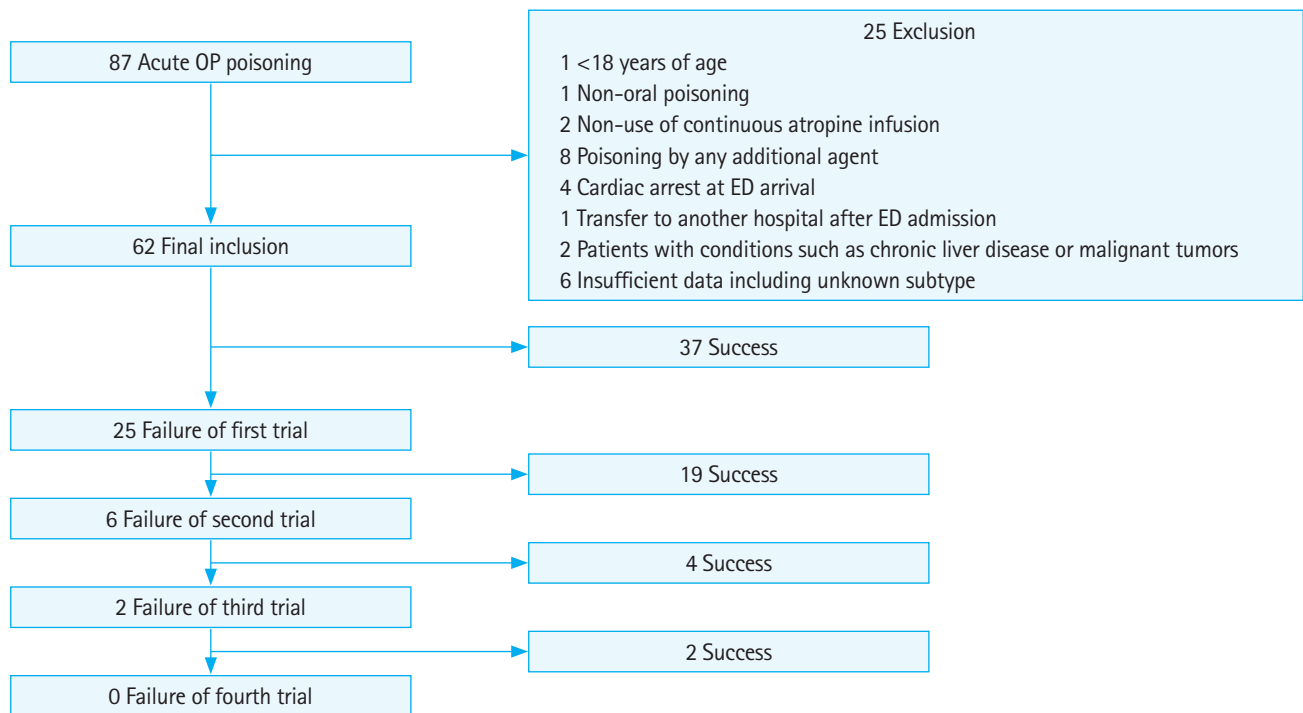 87 Acute OP poisoning
25 Exclusion
1 <18 years of age
1 Non-oral poisoning
2 Non-use of continuous atropine infusion
8 Poisoning by any additional agent
4 Cardiac arrest at ED arrival
1 Transfer to another hospital after ED admission
2 Patients with conditions such as chronic liver disease or malignant tumors
6 Insufficient data including unknown subtype
62 Final inclusion
37 Success
25 Failure of first trial
19 Success
6 Failure of second trial
4 Success
2 Failure of third trial
2 Success
0 Failure of fourth trial